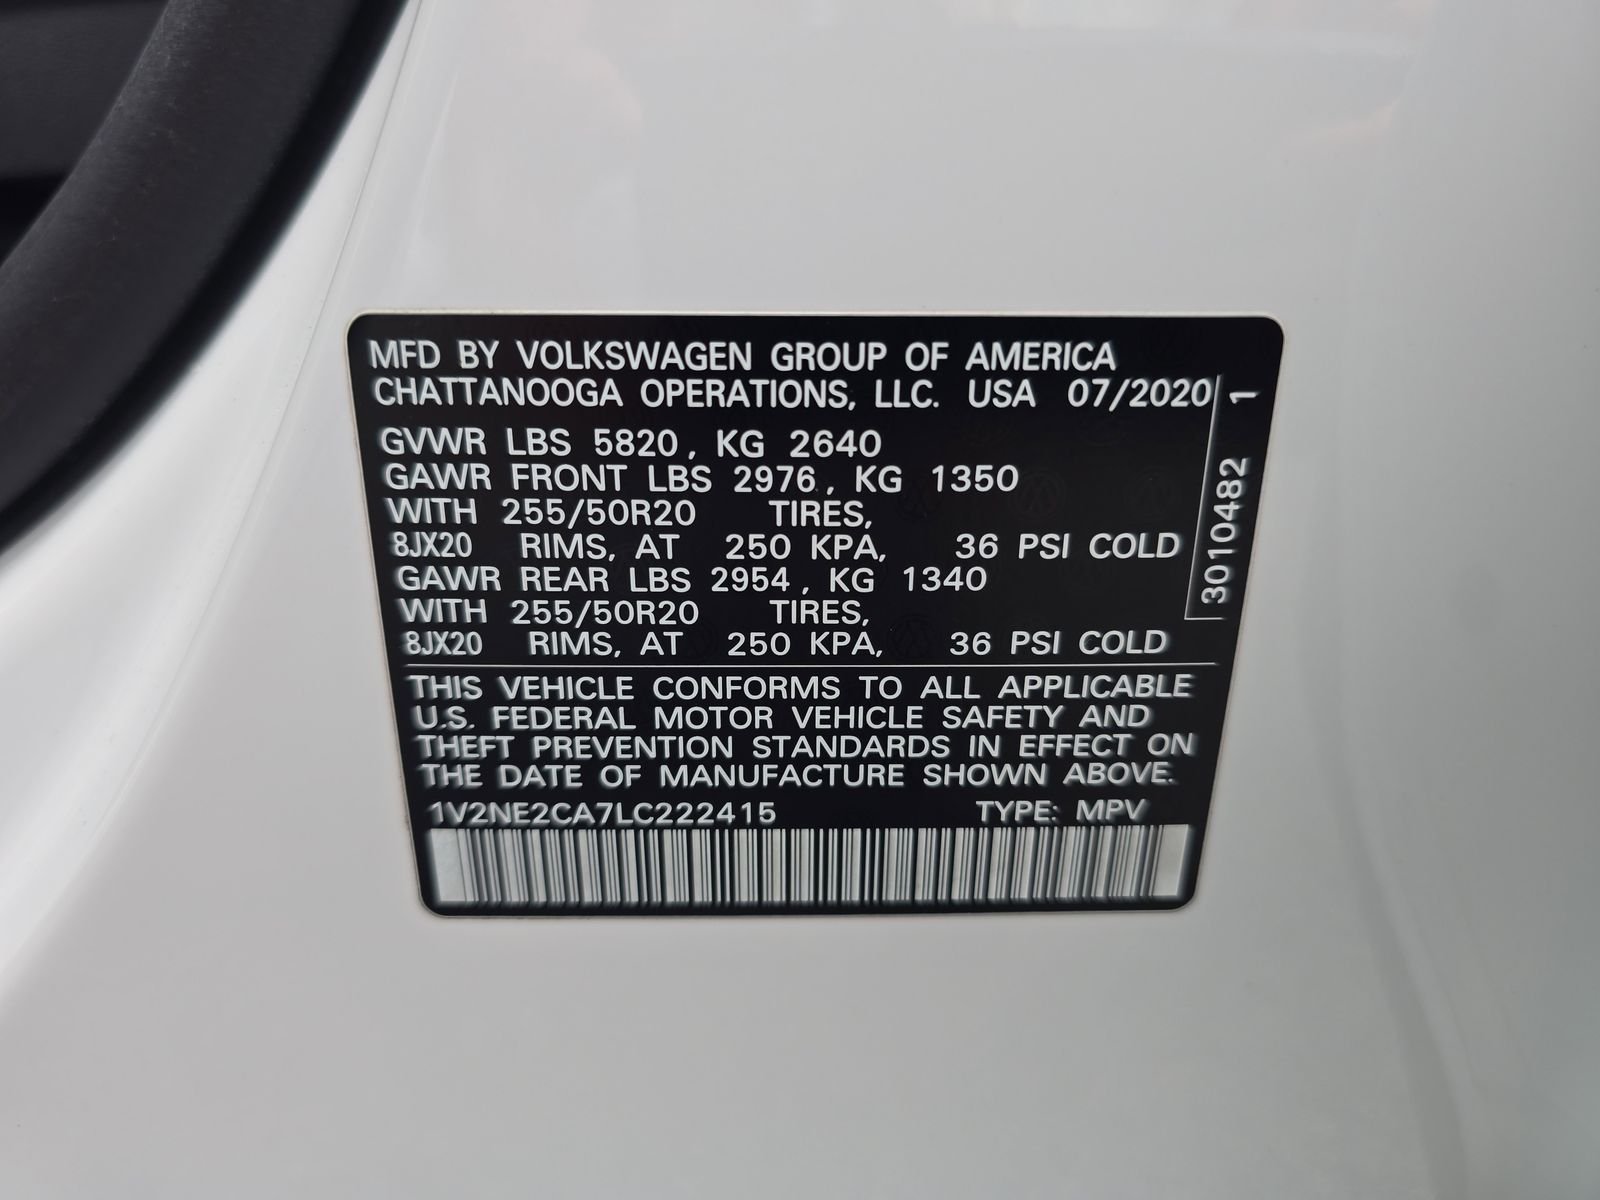 MFD BY VOLKSWAGEN GROUP OF AMERICA
CHATTANOOGA OPERATIONS, LLC. USA 07/2020
GVWR LBS 5820, KG 2640
GAWR FRONT LBS 2976, KG 1350
WITH 255/50R20 TIRES,
8JX20 RIMS, AT 250 KPA, 36 PSI COLD
GAWR REAR LBS 2954, KG 1340
WITH 255/50R20 TIRES,
8JX20 RIMS, AT 250 KPA, 36 PSI COLD
3010482 1
THIS VEHICLE CONFORMS TO ALL APPLICABLE
U.S. FEDERAL MOTOR VEHICLE SAFETY AND
THEFT PREVENTION STANDARDS IN EFFECT ON
THE DATE OF MANUFACTURE SHOWN ABOVE.
1V2NE2CA7LC222415 TYPE: MPV